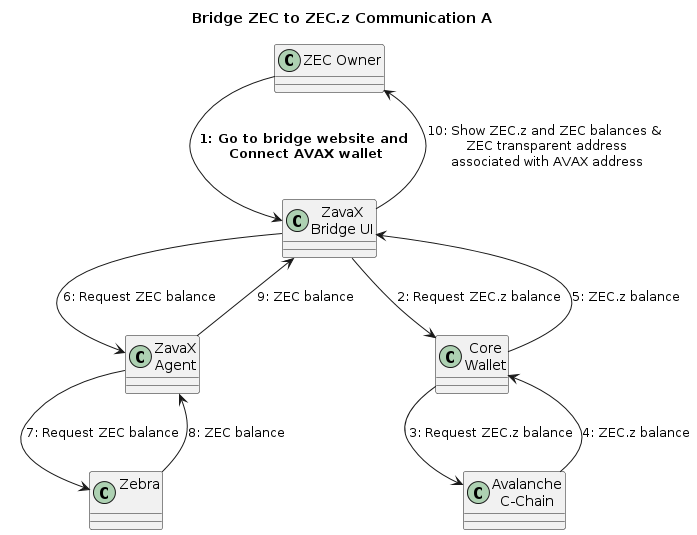 Bridge ZEC to ZEC.z Communication A
C ZEC Owner
1: Go to bridge website and
Connect AVAX wallet
10: Show ZEC.z and ZEC balances &
ZEC transparent address
associated with AVAX address
C ZavaX
Bridge UI
6: Request ZEC balance
9: ZEC balance
2: Request ZEC.z balance
5: ZEC.z balance
C ZavaX
Agent
C Core
Wallet
7: Request ZEC balance
8: ZEC balance
3: Request ZEC.z balance
4: ZEC.z balance
C Zebra
C Avalanche
C-Chain